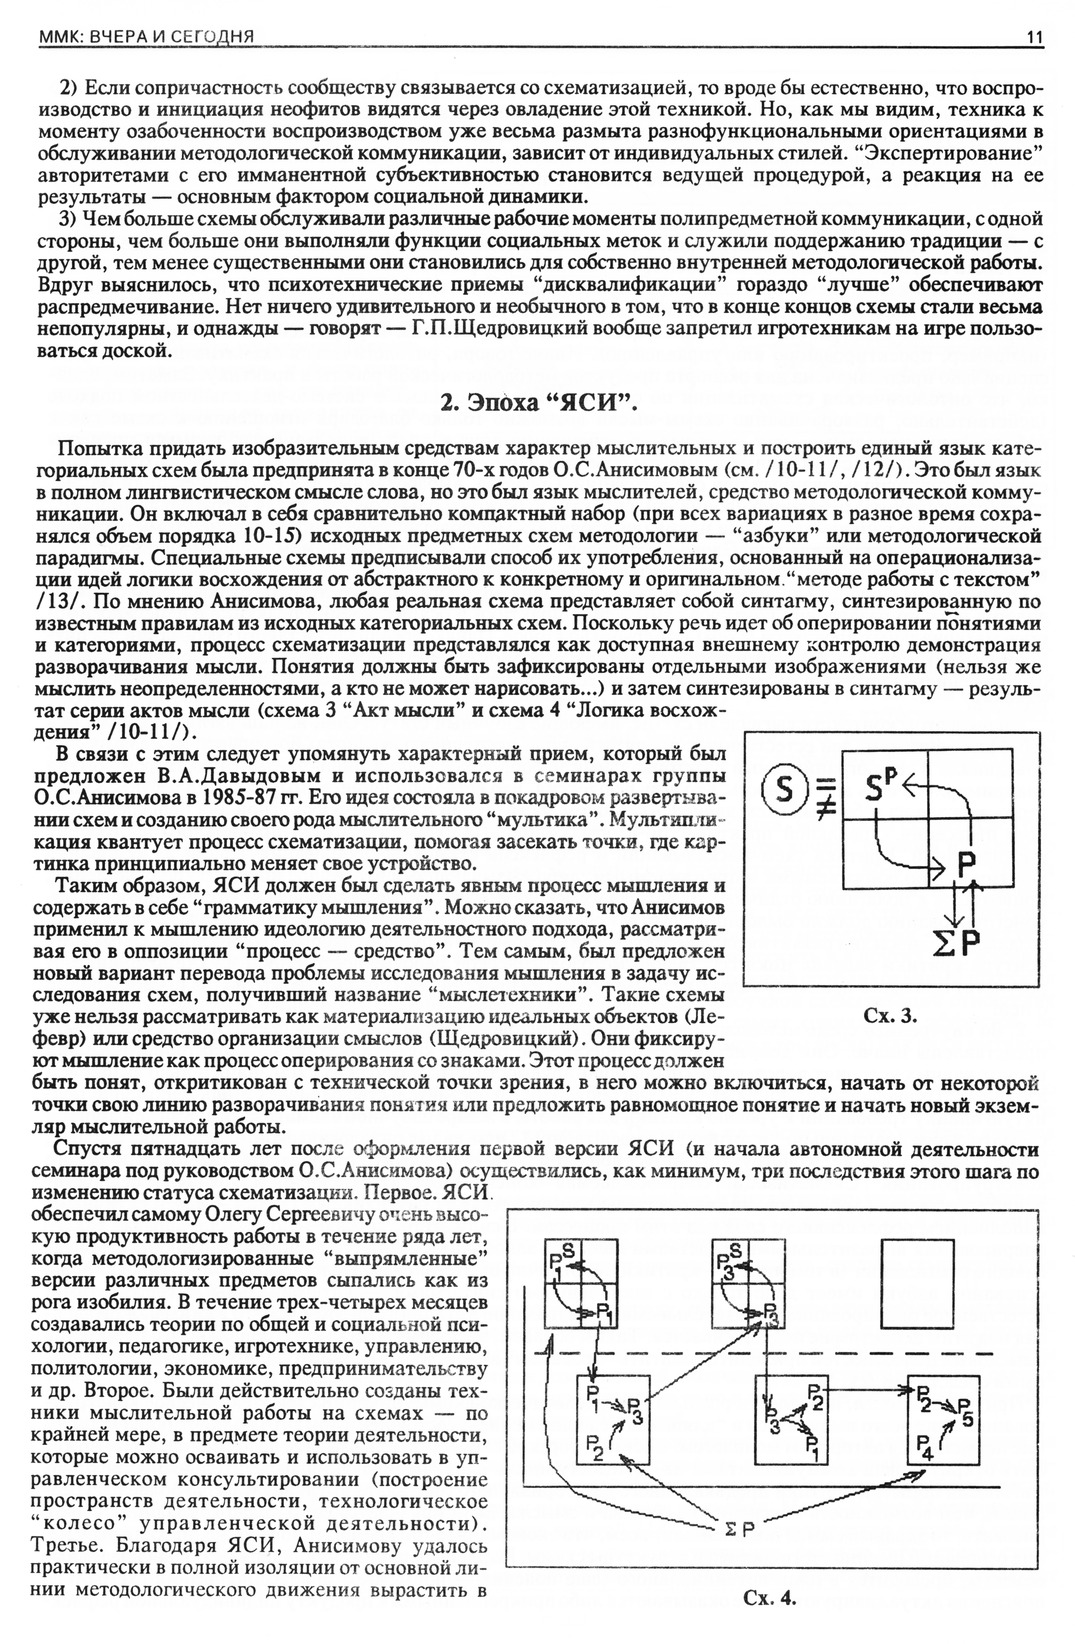 ММК: ВЧЕРА И СЕГОДНЯ 11
2) Если сопричастность сообществу связывается со схематизацией, то вроде бы естественно, что воспро-
изводство и инициация неофитов видятся через овладение этой техникой. Но, как мы видим, техника к
моменту озабоченности воспроизводством уже весьма размыта разнофункциональными ориентациями в
обслуживании методологической коммуникации, зависит от индивидуальных стилей. “Экспертирование”
авторитетами с его имманентной субъективностью становится ведущей процедурой, а реакция на ее
результаты — основным фактором социальной динамики.
3) Чем больше схемы обслуживали различные рабочие моменты полипредметной коммуникации, с одной
стороны, чем больше они выполняли функции социальных меток и служили поддержанию традиции — с
другой, тем менее существенными они становились для собственно внутренней методологической работы.
Вдруг выяснилось, что психотехнические приемы “дисквалификации” гораздо “лучше” обеспечивают
распредмечивание. Нет ничего удивительного и необычного в том, что в конце концов схемы стали весьма
непопулярны, и однажды — говорят — Г.П.Щедровицкий вообще запретил игротехникам на игре пользо-
ваться доской.
2. Эпоха “ЯСИ”.
Попытка придать изобразительным средствам характер мыслительных и построить единый язык кате-
гориальных схем была предпринята в конце 70-х годов О.С.Анисимовым (см. /10-11/, /12/). Это был язык
в полном лингвистическом смысле слова, но это был язык мыслителей, средство методологической комму-
никации. Он включал в себя сравнительно компактный набор (при всех вариациях в разное время сохра-
нялся объем порядка 10-15) исходных предметных схем методологии — “азбуки” или методологической
парадигмы. Специальные схемы предписывали способ их употребления, основанный на операционализа-
ции идей логики восхождения от абстрактного к конкретному и оригинальном “методе работы с текстом”
/13/. По мнению Анисимова, любая реальная схема представляет собой синтагму, синтезированную по
известным правилам из исходных категориальных схем. Поскольку речь идет об оперировании понятиями
и категориями, процесс схематизации представлялся как доступная внешнему контролю демонстрация
разворачивания мысли. Понятия должны быть зафиксированы отдельными изображениями (нельзя же
мыслить неопределенностями, а кто не может нарисовать...) и затем синтезированы в синтагму — резуль-
тат серии актов мысли (схема 3 “Акт мысли” и схема 4 “Логика восхож-
дения” /10-11/).
В связи с этим следует упомянуть характерный прием, который был
предложен В.А.Давыдовым и использовался в семинарах группы
О.С.Анисимова в 1985-87 гг. Его идея состояла в покадровом развертыва-
нии схем и созданию своего рода мыслительного “мультика”. Мультипли-
кация квантует процесс схематизации, помогая засекать точки, где кар-
тинка принципиально меняет свое устройство.
Таким образом, ЯСИ должен был сделать явным процесс мышления и
содержать в себе “грамматику мышления”. Можно сказать, что Анисимов
применил к мышлению идеологию деятельностного подхода, рассматри-
вая его в оппозиции “процесс — средство”. Тем самым, был предложен
новый вариант перевода проблемы исследования мышления в задачу ис-
следования схем, получивший название “мыслетехники”. Такие схемы
уже нельзя рассматривать как материализацию идеальных объектов (Ле-
февр) или средство организации смыслов (Щедровицкий). Они фиксиру-
ют мышление как процесс оперирования со знаками. Этот процесс должен
быть понят, откритикован с технической точки зрения, в него можно включиться, начать от некоторой
точки свою линию разворачивания понятия или предложить равномощное понятие и начать новый экзем-
пляр мыслительной работы.
S ≡ ≠ Sᴾ
P
ΣP
Сх. 3.
Спустя пятнадцать лет после оформления первой версии ЯСИ (и начала автономной деятельности
семинара под руководством О.С.Анисимова) осуществились, как минимум, три последствия этого шага по
изменению статуса схематизации. Первое. ЯСИ
обеспечил самому Олегу Сергеевичу очень высо-
кую продуктивность работы в течение ряда лет,
когда методологизированные “выпрямленные”
версии различных предметов сыпались как из
рога изобилия. В течение трех-четырех месяцев
создавались теории по общей и социальной пси-
хологии, педагогике, игротехнике, управлению,
политологии, экономике, предпринимательству
и др. Второе. Были действительно созданы тех-
ники мыслительной работы на схемах — по
крайней мере, в предмете теории деятельности,
которые можно осваивать и использовать в уп-
равленческом консультировании (построение
пространств деятельности, технологическое
“колесо” управленческой деятельности).
Третье. Благодаря ЯСИ, Анисимову удалось
практически в полной изоляции от основной ли-
нии методологического движения вырастить в
P1 S P3 S
P1 P3
P1 P3 P2 P2 P5
P2 P3 P1 P4
ΣP
Сх. 4.